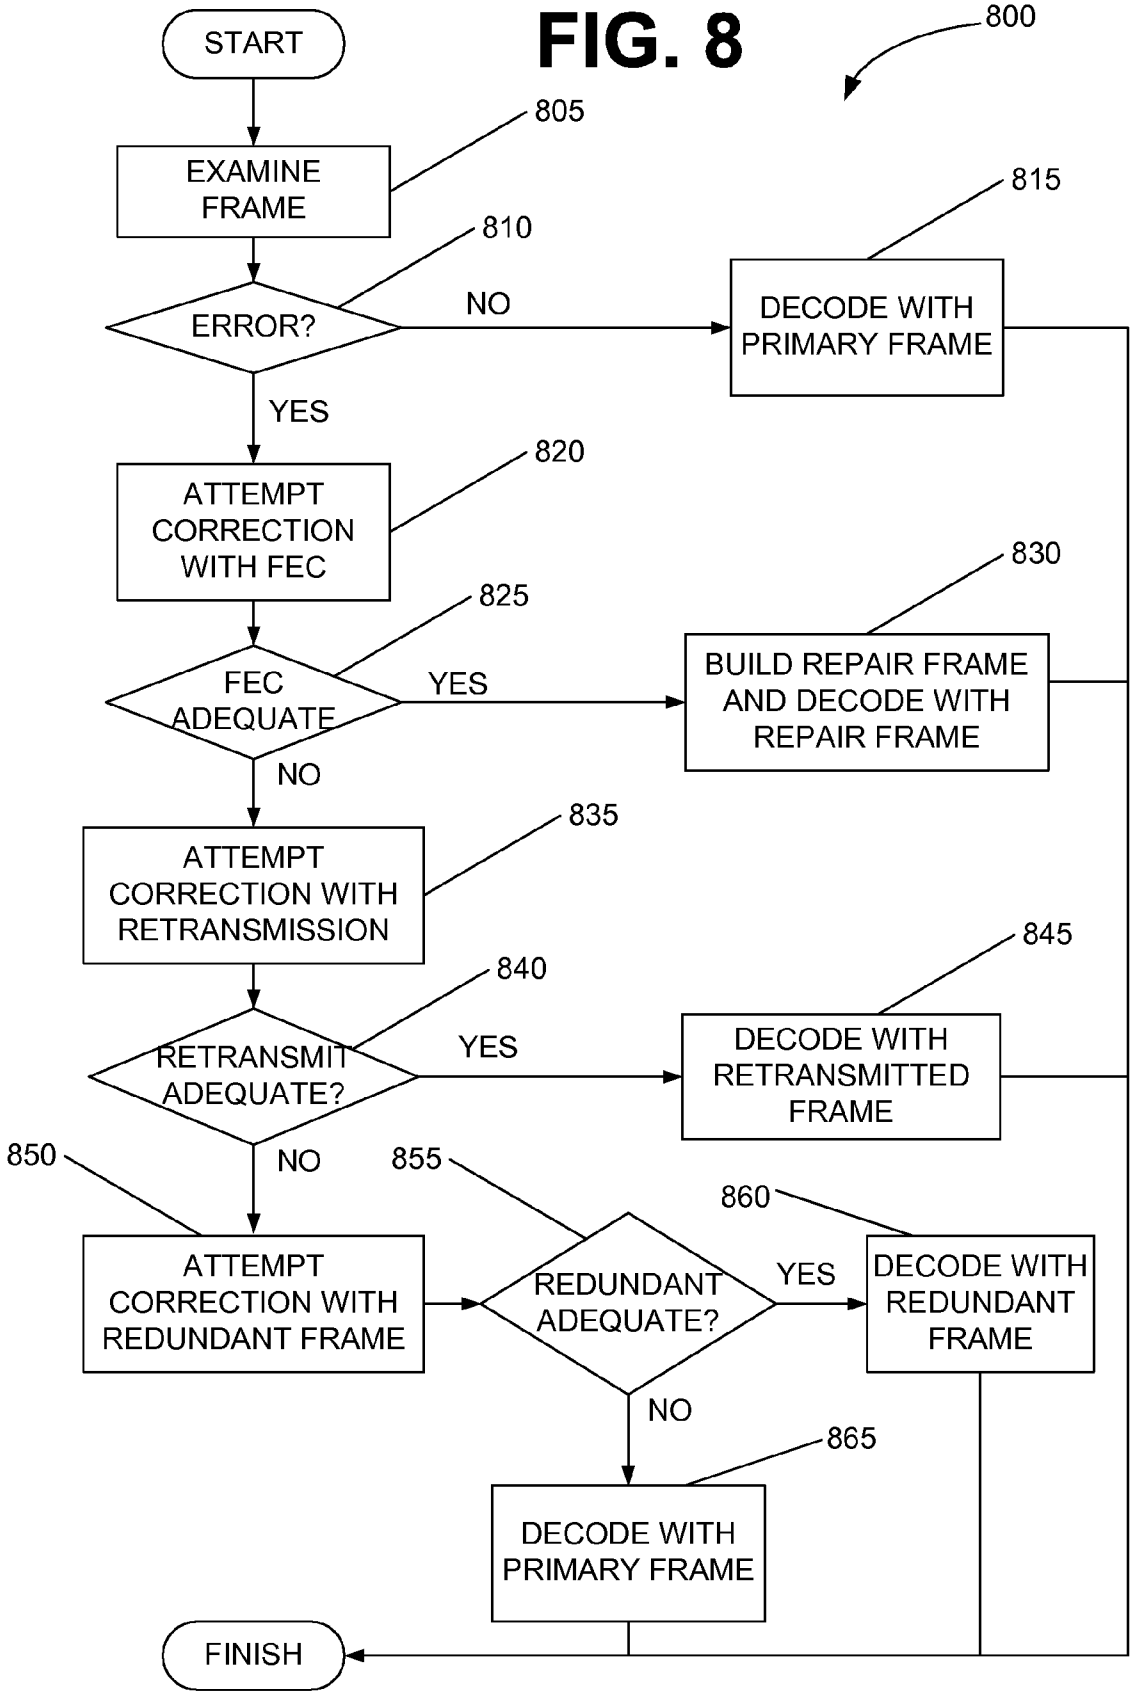 START
FIG. 8
800
805
EXAMINE
FRAME
810
815
ERROR?
NO
DECODE WITH
PRIMARY FRAME
YES
820
ATTEMPT
CORRECTION
WITH FEC
825
830
FEC
ADEQUATE
YES
BUILD REPAIR FRAME
AND DECODE WITH
REPAIR FRAME
NO
835
ATTEMPT
CORRECTION WITH
RETRANSMISSION
840
845
RETRANSMIT
ADEQUATE?
YES
DECODE WITH
RETRANSMITTED
FRAME
850
NO
855
860
ATTEMPT
CORRECTION WITH
REDUNDANT FRAME
REDUNDANT
ADEQUATE?
YES
DECODE WITH
REDUNDANT
FRAME
NO
865
DECODE WITH
PRIMARY FRAME
FINISH